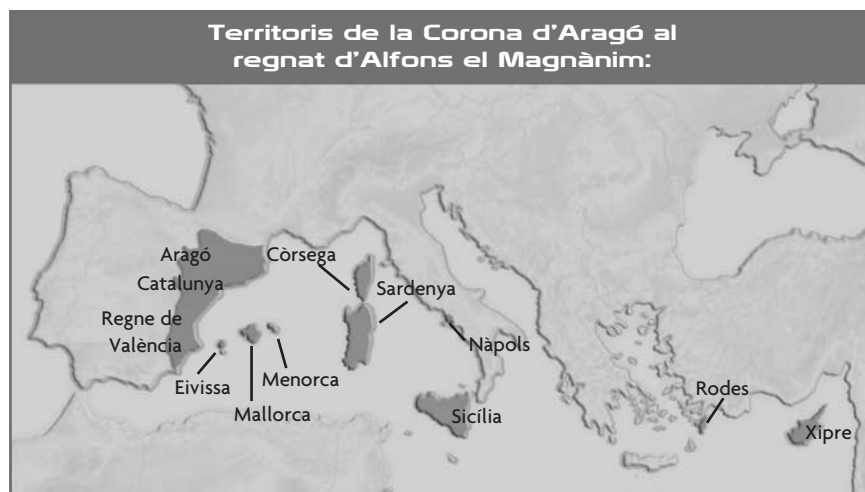 Territoris de la Corona d'Aragó al
regnat d'Alfons el Magnànim:
Aragó
Còrsega
Catalunya
Sardenya
Regne de
València
Nàpols
Eivissa
Menorca
Mallorca
Sicília
Rodes
Xipre